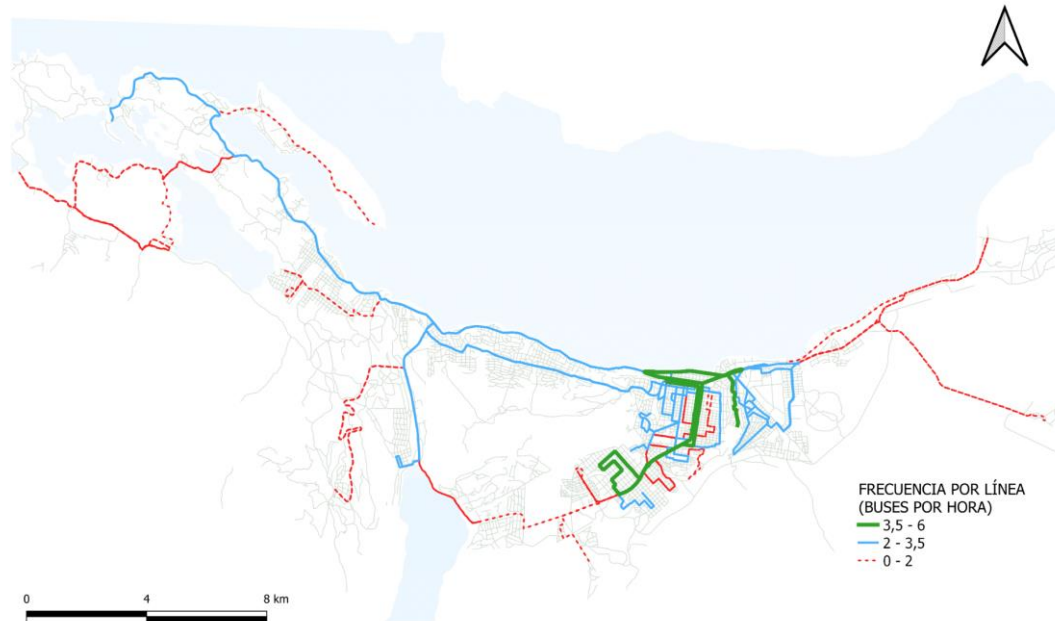 FRECUENCIA POR LÍNEA
(BUSES POR HORA)
3,5 - 6
2 - 3,5
0 - 2
0 4 8 km